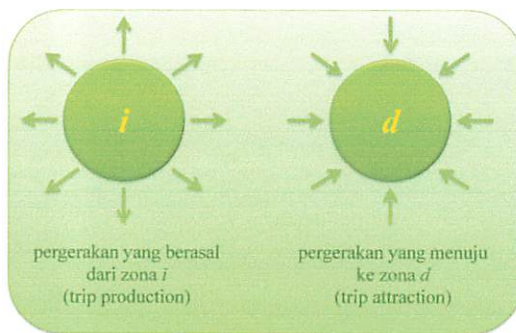 i
d
pergerakan yang berasal
dari zona i
(trip production)
pergerakan yang menuju
ke zona d
(trip attraction)